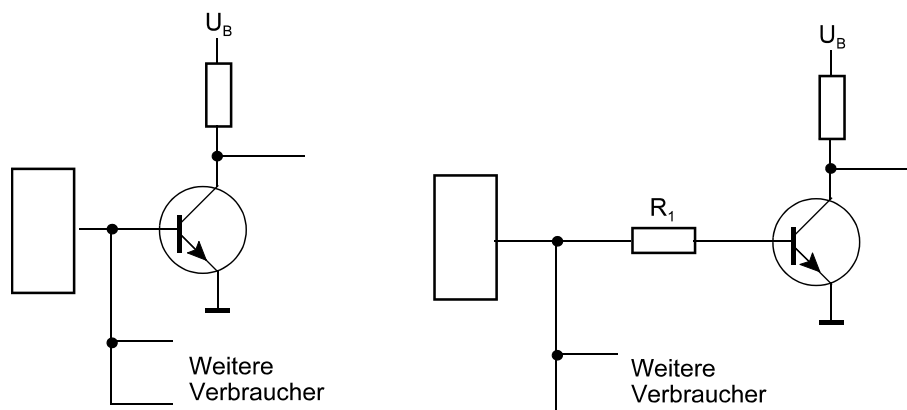 U_B
Weitere
Verbraucher
U_B
R_1
Weitere
Verbraucher